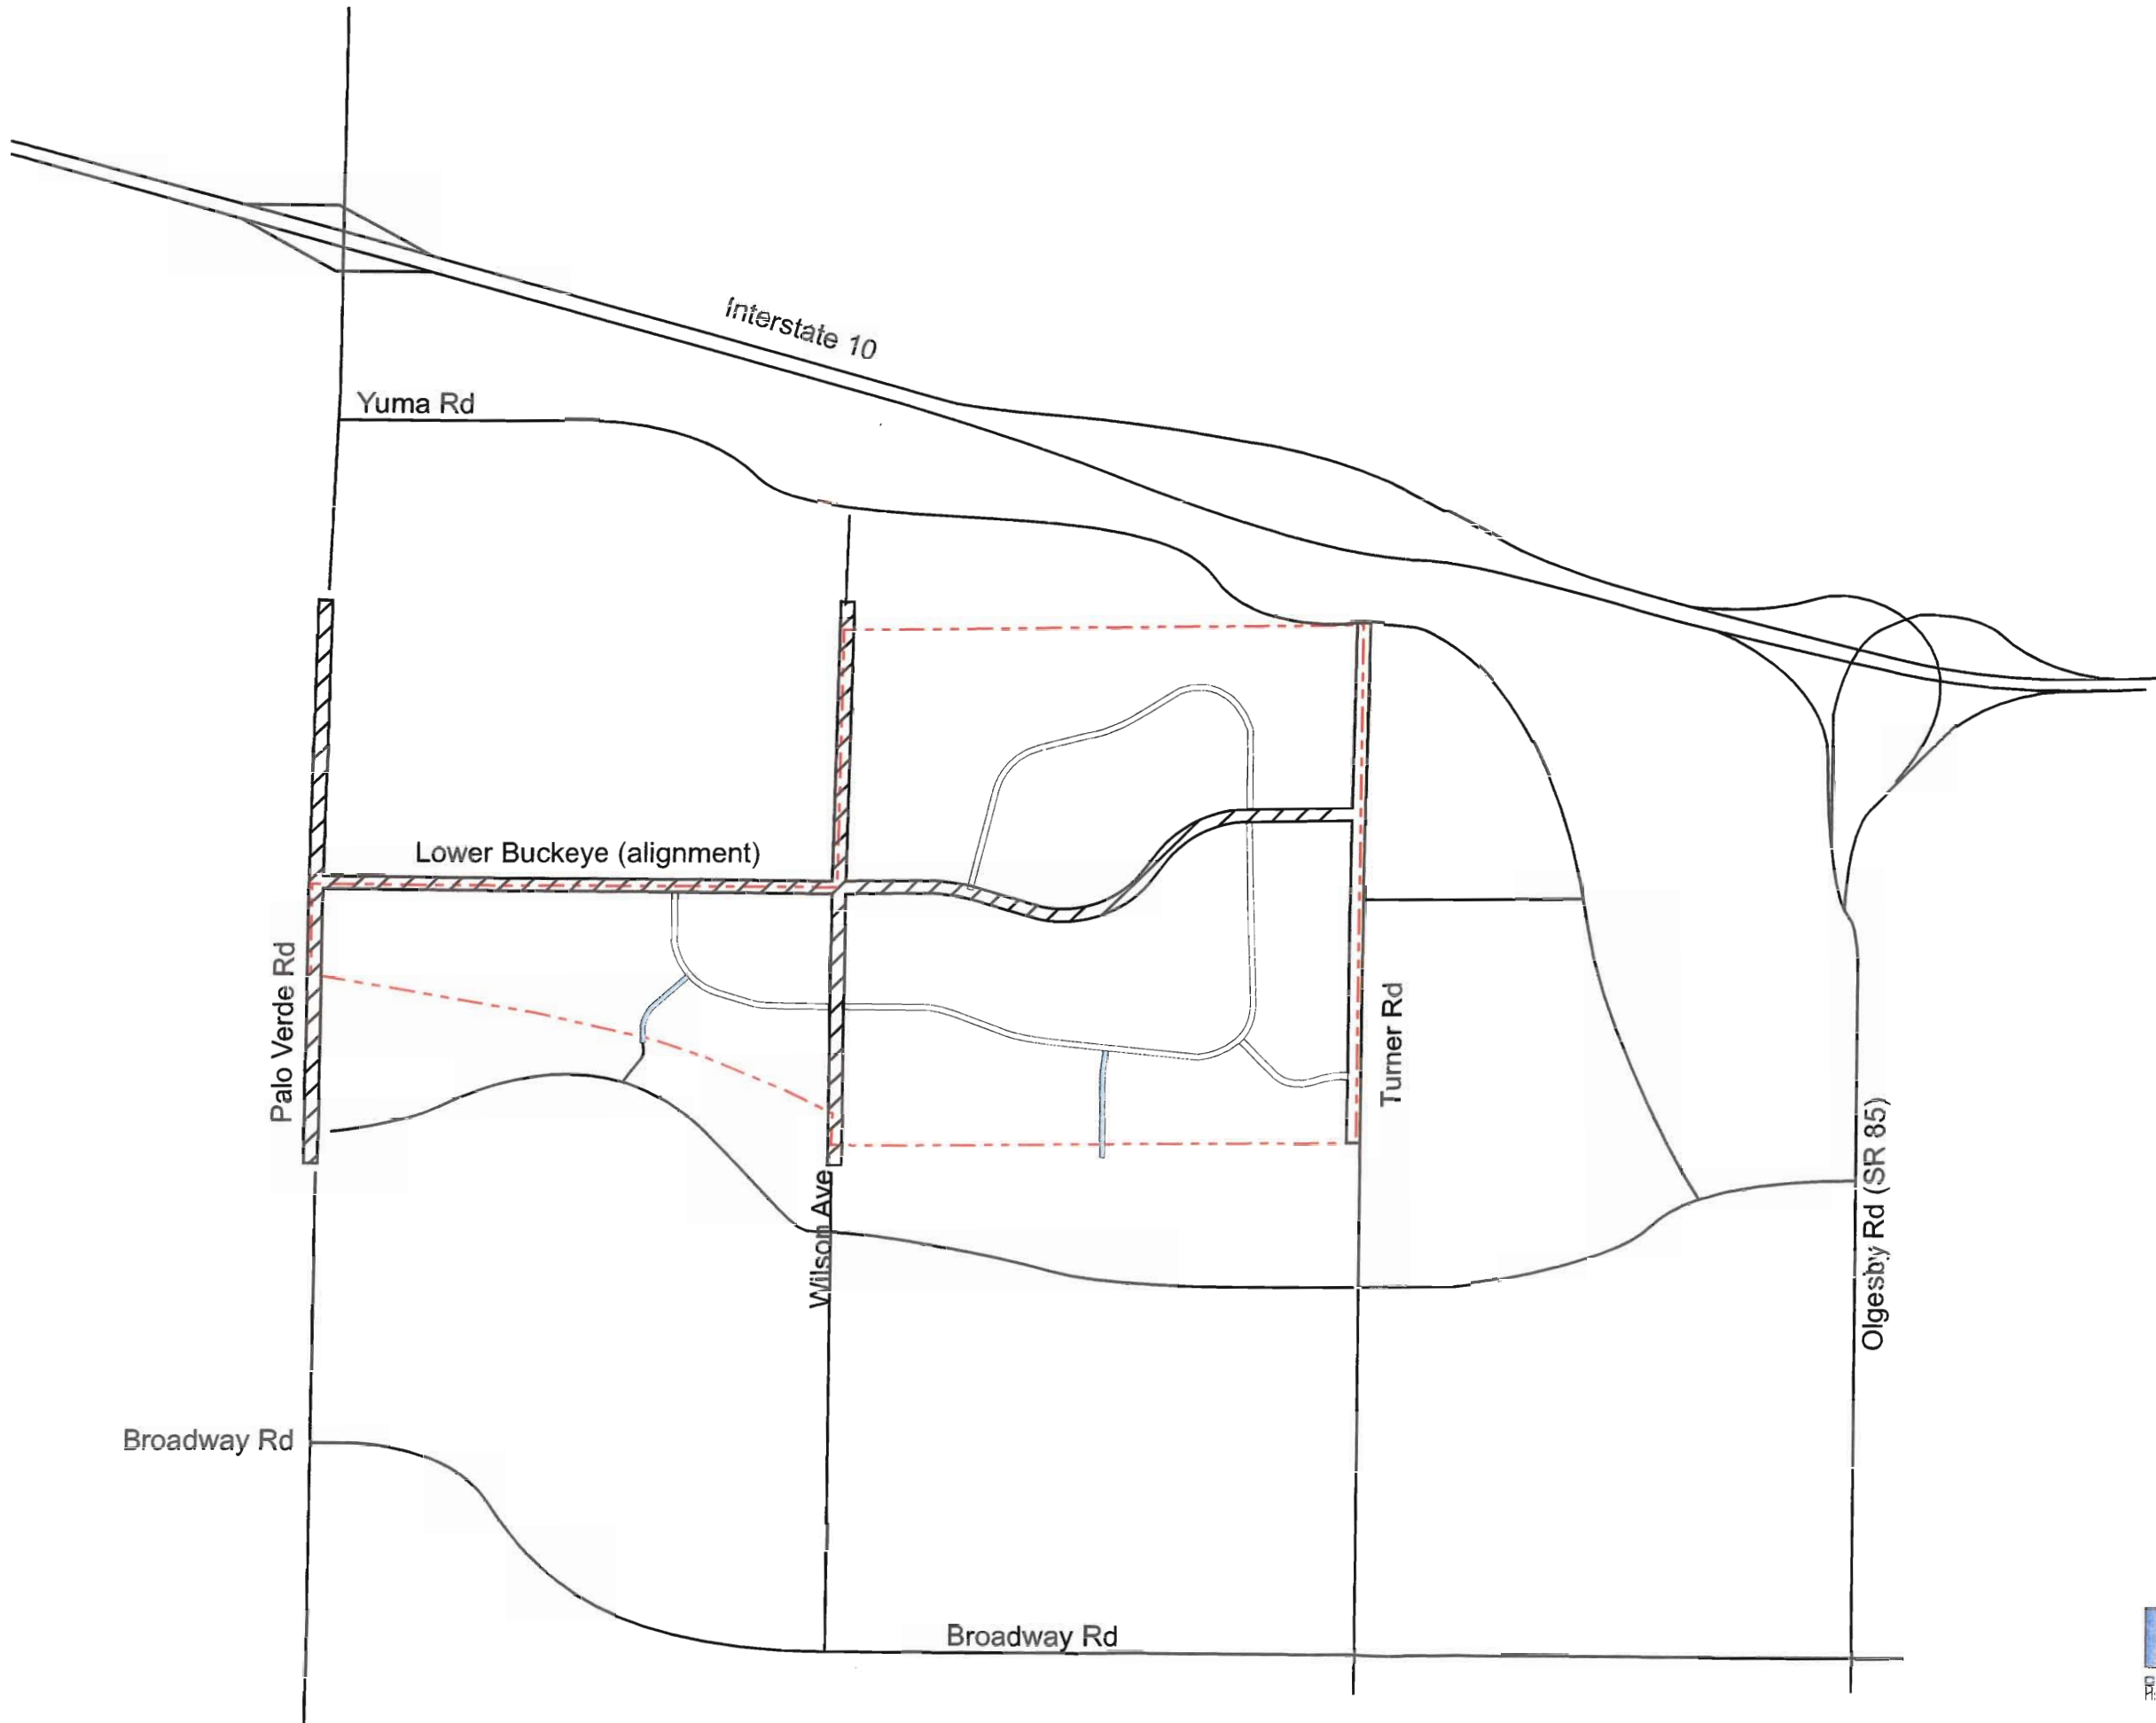 Interstate 10
Yuma Rd
Lower Buckeye (alignment)
Palo Verde Rd
Turner Rd
Wilson Ave
Olgesby Rd (SR 85)
Broadway Rd
Broadway Rd